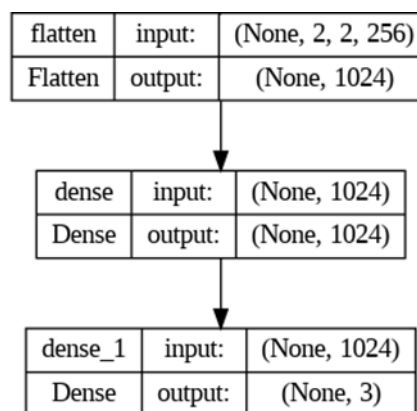 flatten input: (None, 2, 2, 256)
Flatten output: (None, 1024)
dense input: (None, 1024)
Dense output: (None, 1024)
dense_1 input: (None, 1024)
Dense output: (None, 3)